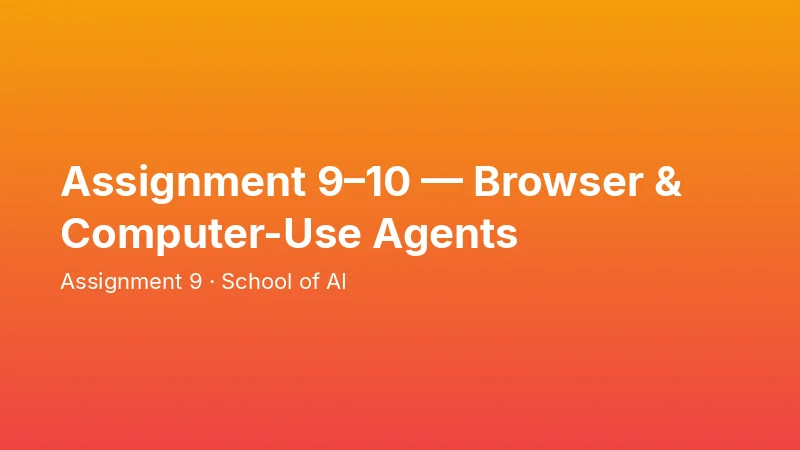 Assignment 9–10 — Browser &
Computer-Use Agents
Assignment 9 · School of AI